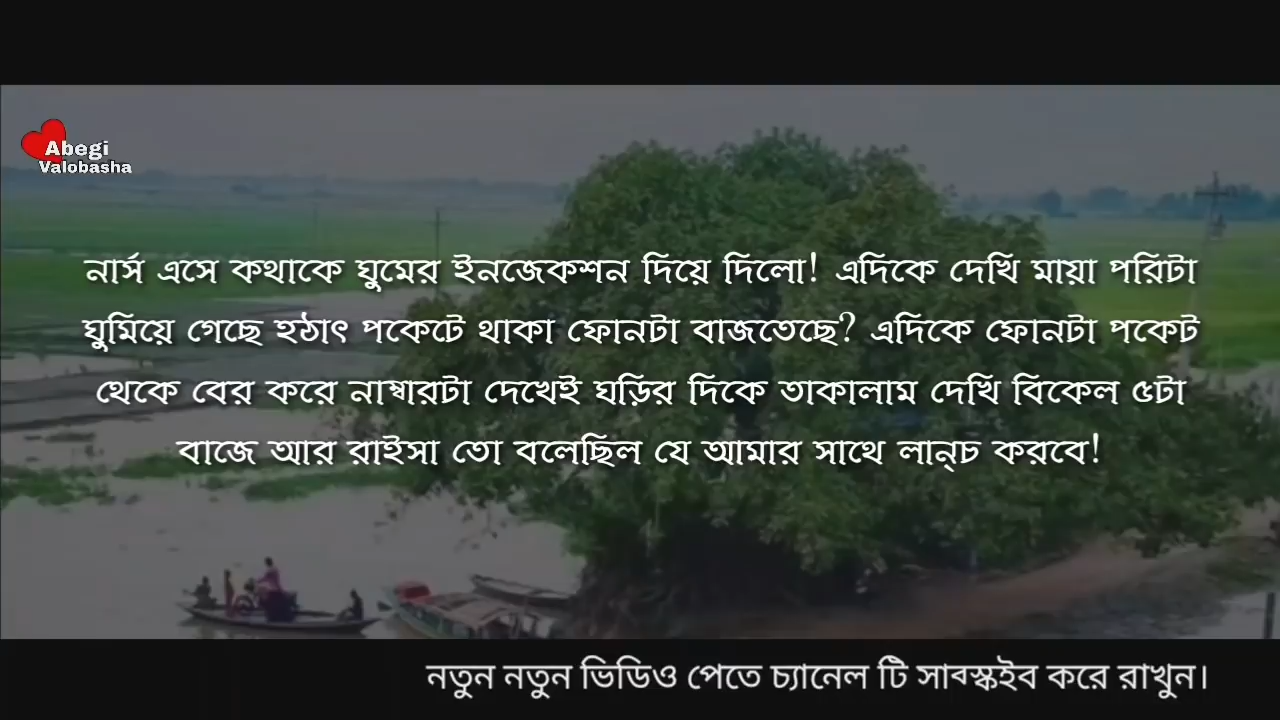 Abegi
Valobasha
নার্স এসে কথাকে ঘুমের ইনজেকশন দিয়ে দিলো! এদিকে দেখি মায়া পরিটা
ঘুমিয়ে গেছে হঠাৎ পকেটে থাকা ফোনটা বাজতেছে? এদিকে ফোনটা পকেট
থেকে বের করে নাম্বারটা দেখেই ঘড়ির দিকে তাকালাম দেখি বিকেল ৫টা
বাজে আর রাইসা তো বলেছিল যে আমার সাথে লান্চ করবে!
নতুন নতুন ভিডিও পেতে চ্যানেল টি সাবস্ক্রইব করে রাখুন।